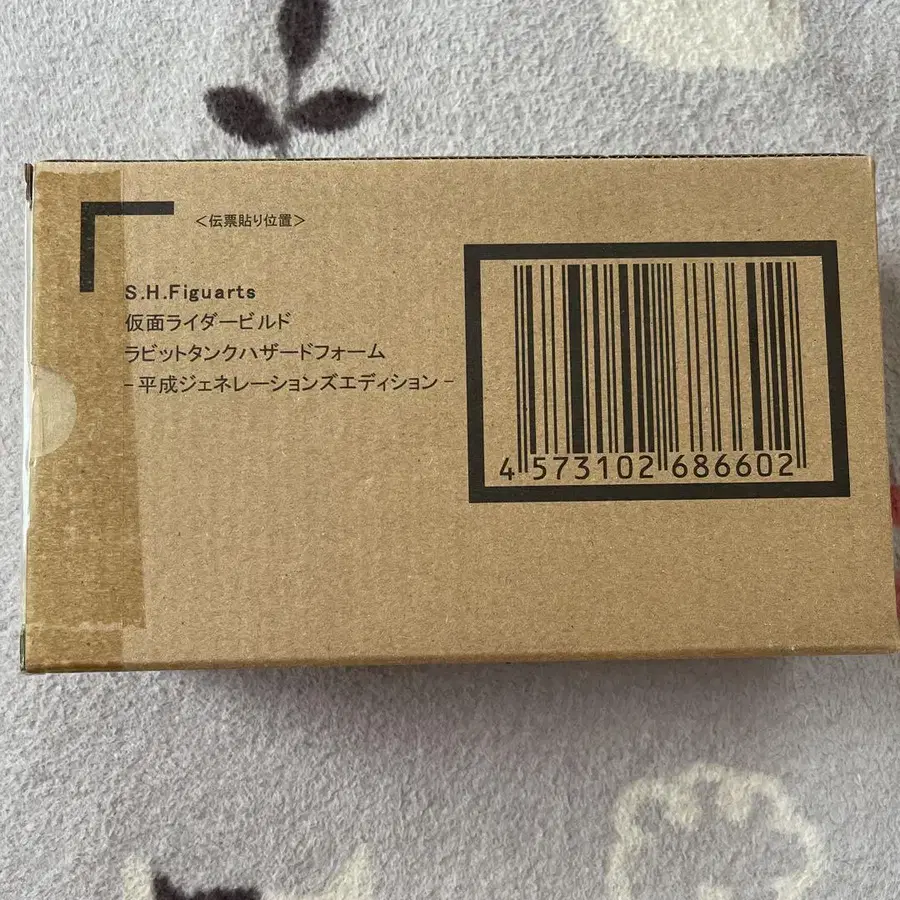 <伝票貼り位置>
S.H.Figuarts
仮面ライダービルド
ラビットタンクハザードフォーム
-平成ジェネレーションズエディション-
4 573102 686602